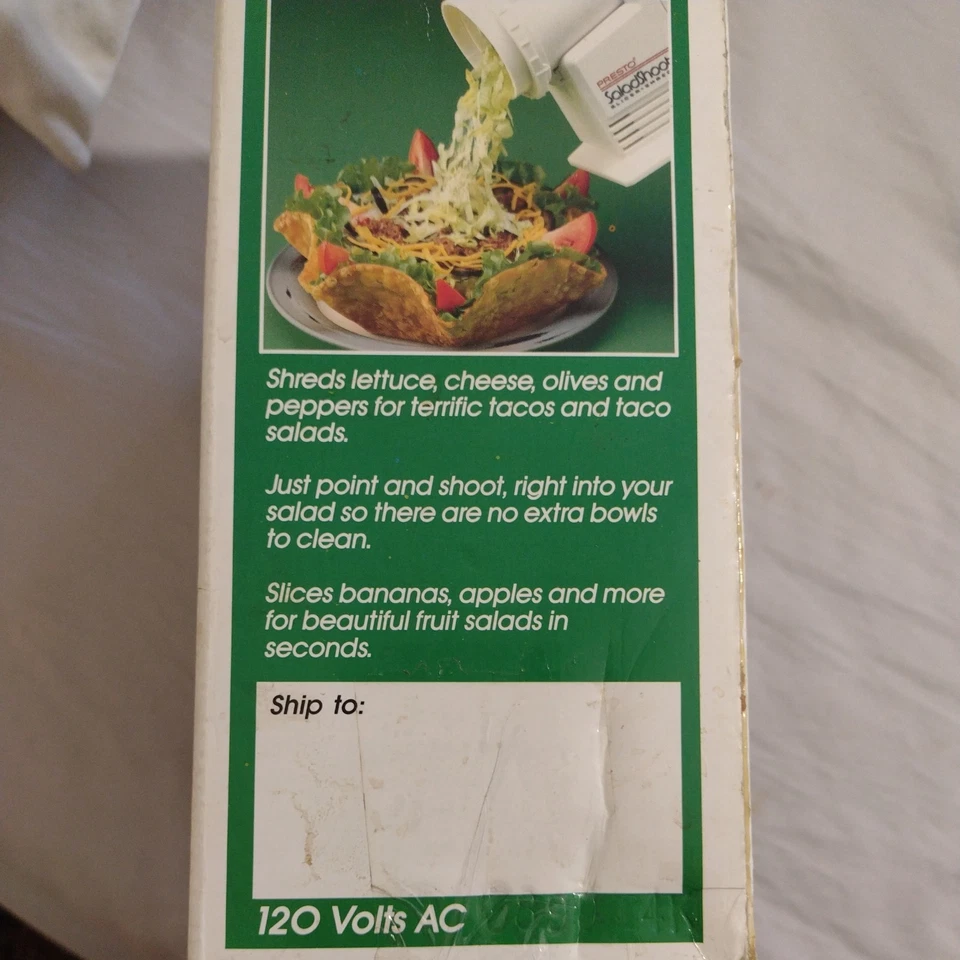 PRESTO
SaladShoot
Shreds lettuce, cheese, olives and
peppers for terrific tacos and taco
salads.
Just point and shoot, right into your
salad so there are no extra bowls
to clean.
Slices bananas, apples and more
for beautiful fruit salads in
seconds.
Ship to:
120 Volts AC